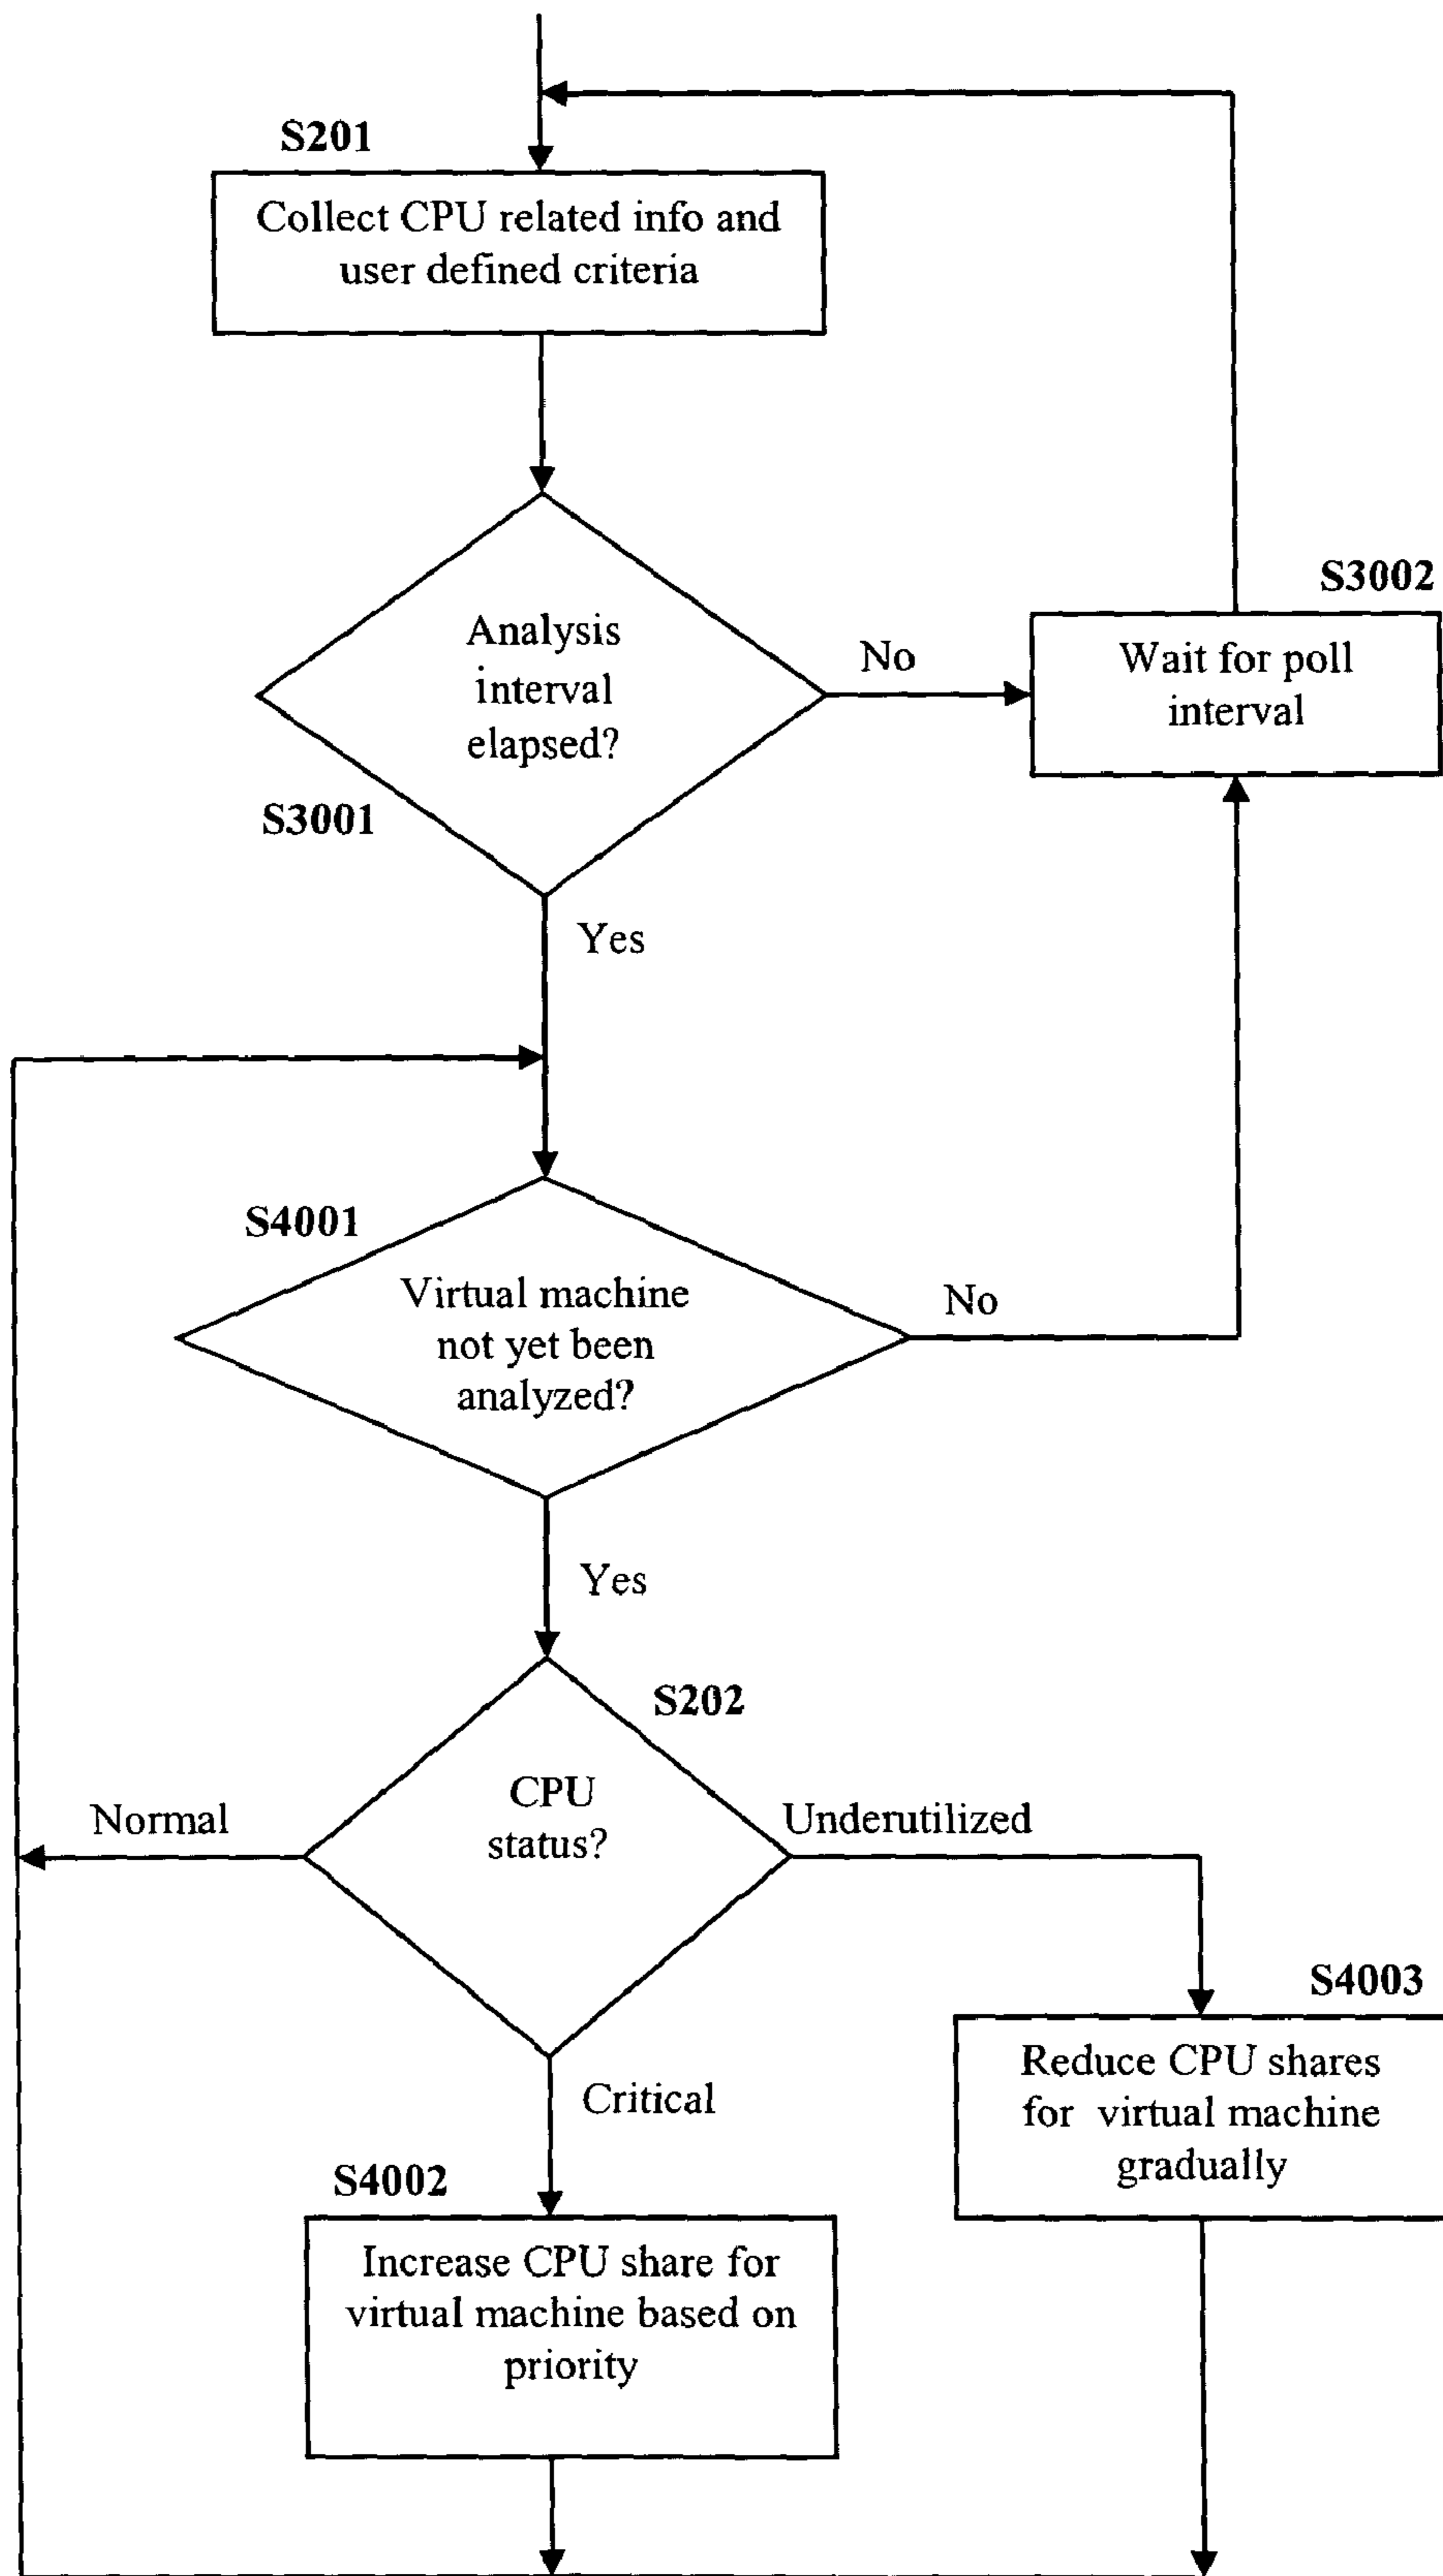 S201
Collect CPU related info and
user defined criteria
S3002
Wait for poll
interval
Analysis
interval
elapsed?
No
S3001
Yes
S4001
Virtual machine
not yet been
analyzed?
No
Yes
S202
CPU
status?
Normal
Underutilized
S4003
Reduce CPU shares
for virtual machine
gradually
Critical
S4002
Increase CPU share for
virtual machine based on
priority